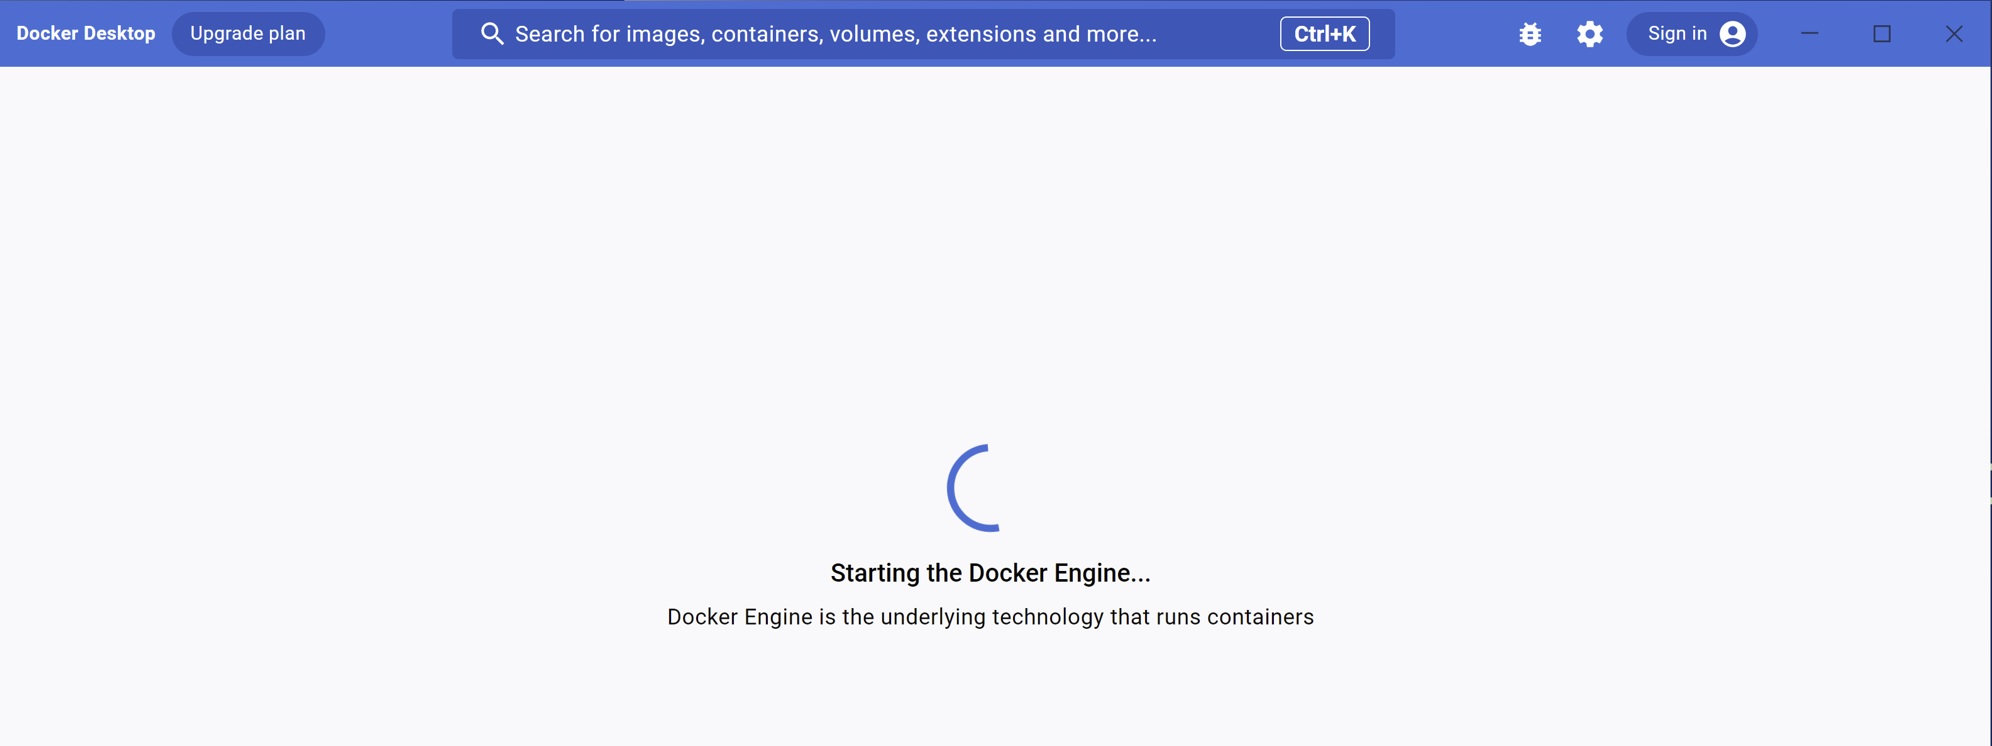 Docker Desktop
Upgrade plan
Search for images, containers, volumes, extensions and more...
Ctrl+K
Sign in
Starting the Docker Engine...
Docker Engine is the underlying technology that runs containers